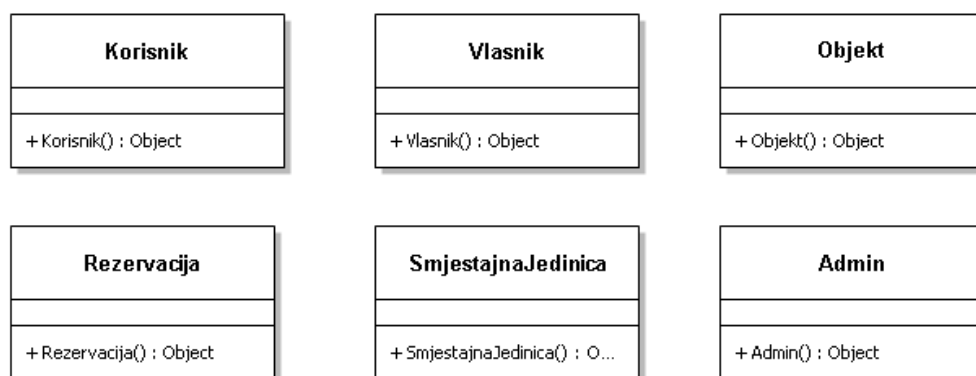 Korisnik
+ Korisnik() : Object
Vlasnik
+ Vlasnik() : Object
Objekt
+ Objekt() : Object
Rezervacija
+ Rezervacija() : Object
SmjestajnaJedinica
+ SmjestajnaJedinica() : O...
Admin
+ Admin() : Object